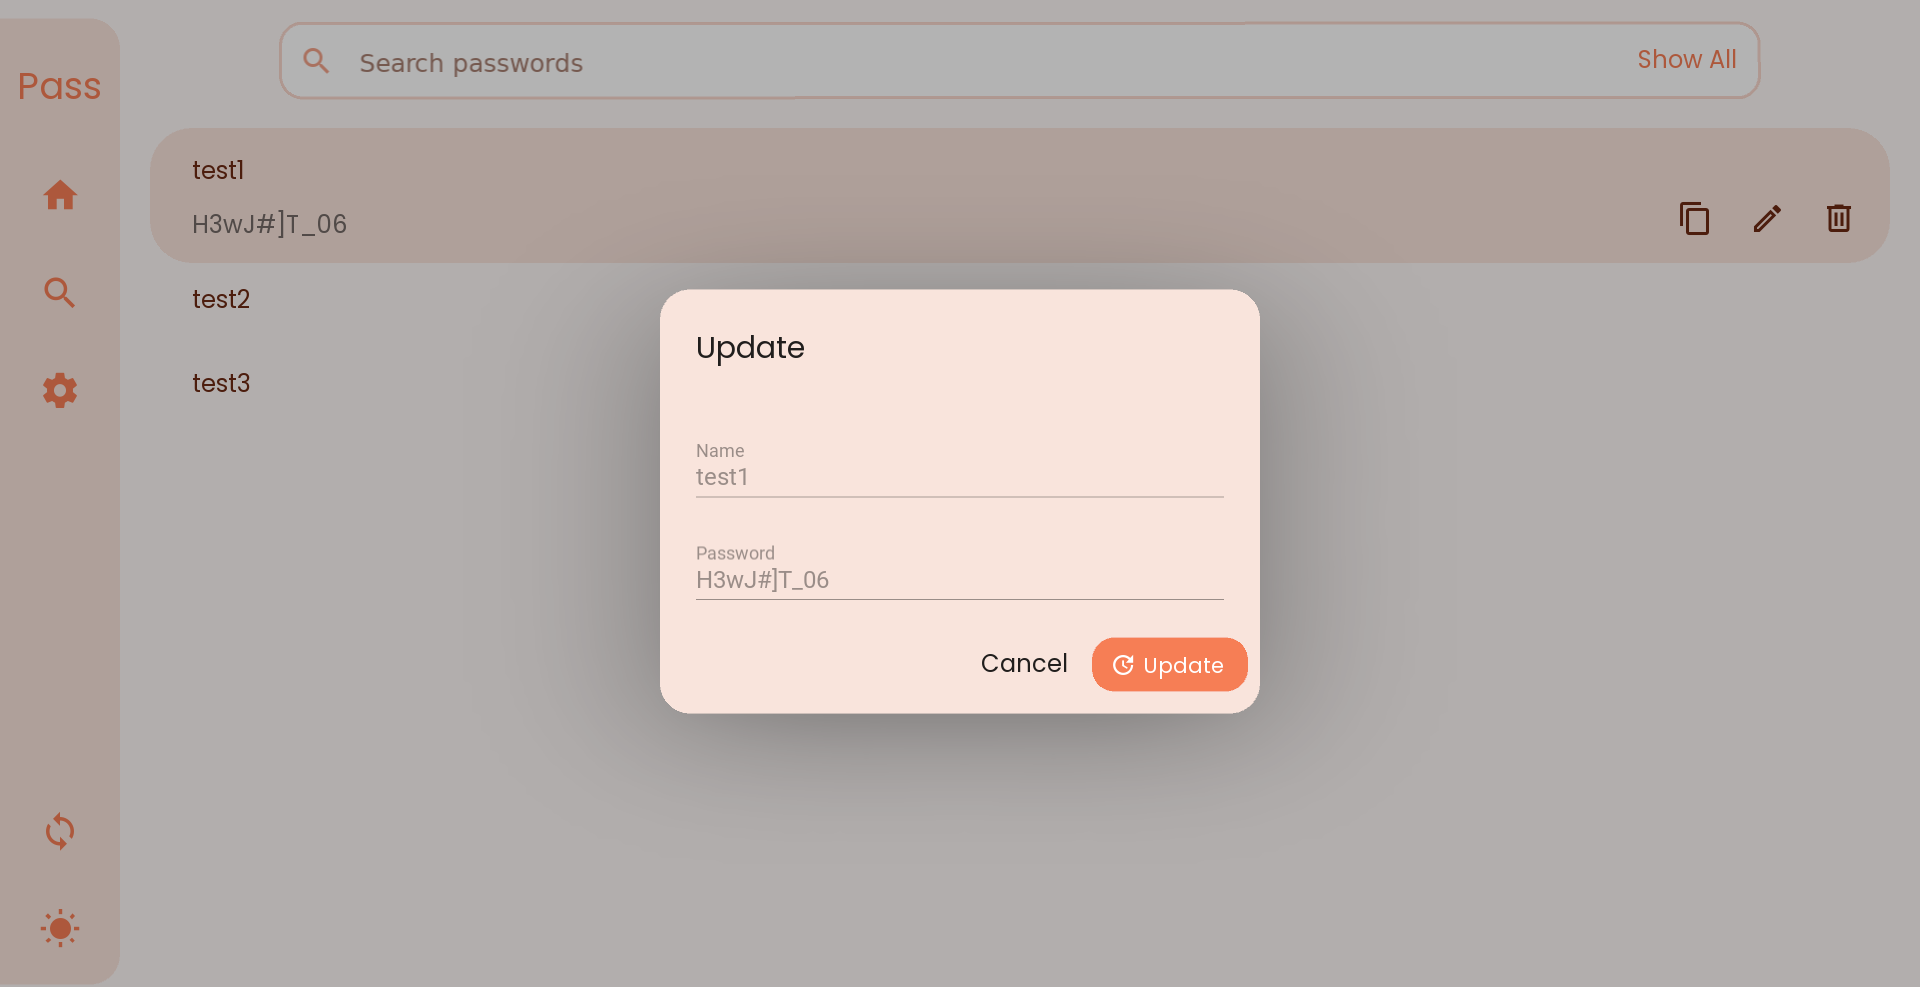 Pass
Search passwords
Show All
test1
H3wJ#]T_06
test2
test3
Update
Name
test1
Password
H3wJ#]T_06
Cancel
Update